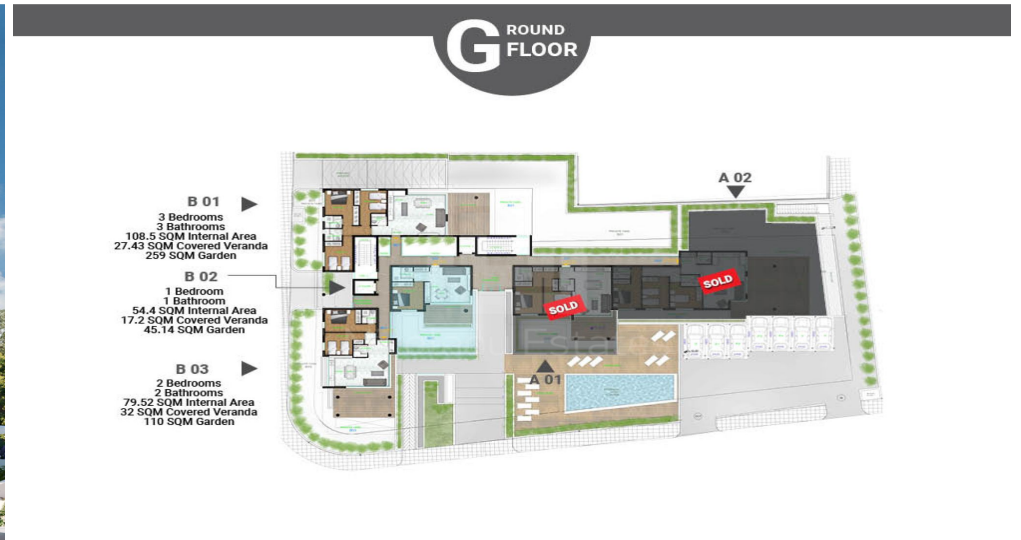 G ROUND
FLOOR
A 02
B 01
3 Bedrooms
3 Bathrooms
108.5 SQM Internal Area
27.43 SQM Covered Veranda
259 SQM Garden
B 02
1 Bedroom
1 Bathroom
54.4 SQM Internal Area
17.2 SQM Covered Veranda
45.14 SQM Garden
B 03
2 Bedrooms
2 Bathrooms
79.52 SQM Internal Area
32 SQM Covered Veranda
110 SQM Garden
SOLD
SOLD
Estates
A 01